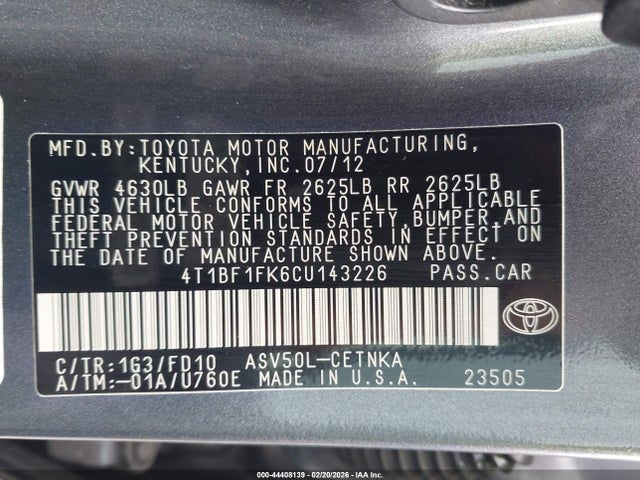 MFD.BY:TOYOTA MOTOR MANUFACTURING,
KENTUCKY,INC.07/12
GVWR 4630LB GAWR FR 2625LB RR 2625LB
THIS VEHICLE CONFORMS TO ALL APPLICABLE
FEDERAL MOTOR VEHICLE SAFETY,BUMPER,AND
THEFT PREVENTION STANDARDS IN EFFECT ON
THE DATE OF MANUFACTURE SHOWN ABOVE.
4T1BF1FK6CU143226 PASS.CAR
C/TR:1G3/FD10 ASV50L-CETNKA
A/TM:-01A/U760E MADE IN U.S.A. 23505
000-44408139 - 02/20/2026 - IAA Inc.